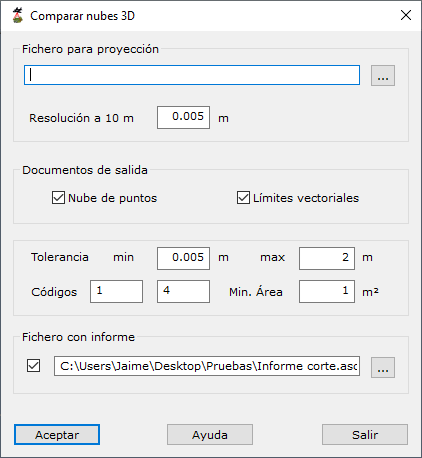 Comparar nubes 3D
Fichero para proyección
...
Resolución a 10 m 0.005 m
Documentos de salida
Nube de puntos Límites vectoriales
Tolerancia min 0.005 m max 2 m
Códigos 1 4 Min. Área 1 m²
Fichero con informe
C:\Users\Jaime\Desktop\Pruebas\Informe corte.asc ...
Aceptar Ayuda Salir